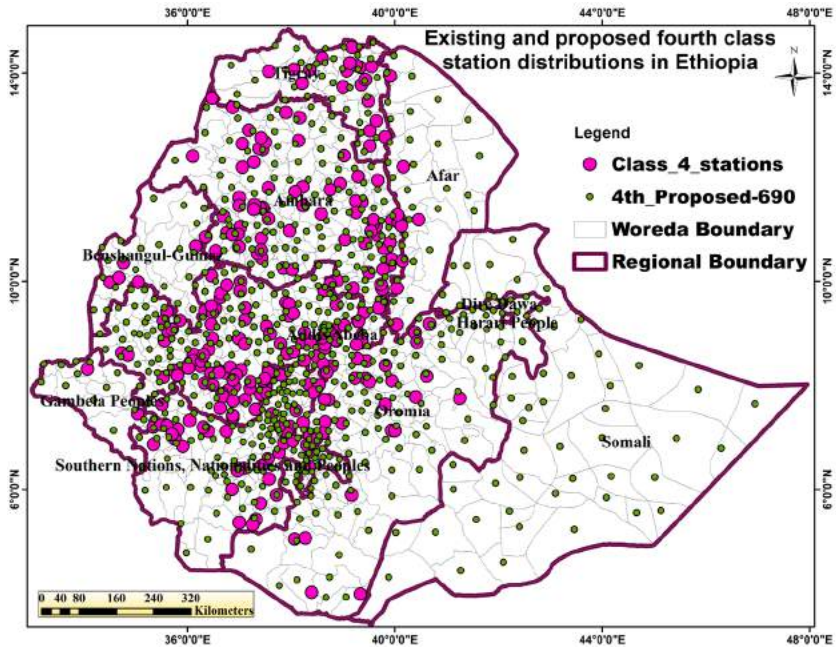 36°0'0"E 40°0'0"E 44°0'0"E 48°0'0"E
Existing and proposed fourth class
station distributions in Ethiopia
N
14°0'0"N
14°0'0"N
Legend
Class_4_stations
4th_Proposed-690
Woreda Boundary
Regional Boundary
Tigray
Afar
Amhara
Benshangul-Gumaz
10°0'0"N
10°0'0"N
Dire Dawa
Harari People
Addis Ababa
Gambela Peoples
Oromia
Somali
Southern Nations, Nationalities and Peoples
6°0'0"N
6°0'0"N
0 40 80 160 240 320
Kilometers
36°0'0"E 40°0'0"E 44°0'0"E 48°0'0"E